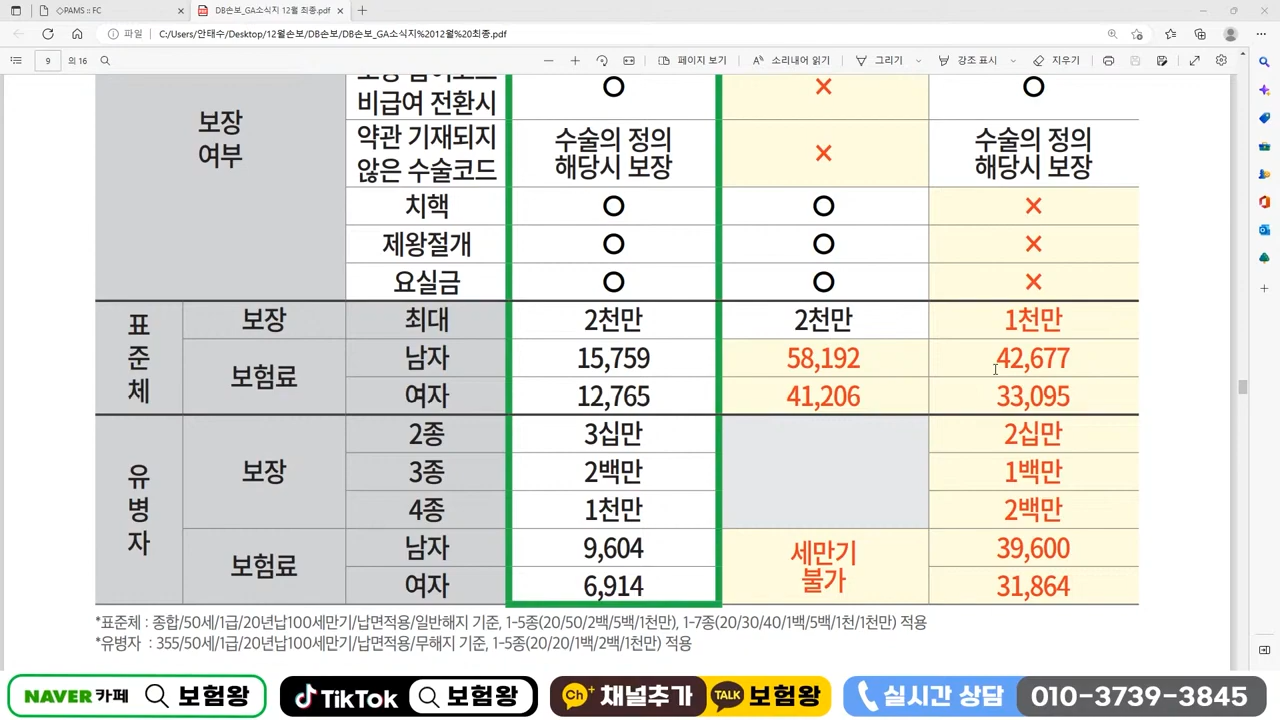 ◇PAMS :: FC
DB손보_GA소식지 12월 최종.pdf
파일
C:/Users/안태수/Desktop/12월손보/DB손보/DB손보_GA소식지%2012월%20최종.pdf
9 의 16
페이지 보기
소리내어 읽기
그리기
강조 표시
지우기
보장
여부
비급여 전환시 ○ × ○
약관 기재되지
않은 수술코드
수술의 정의
해당시 보장
×
수술의 정의
해당시 보장
치핵 ○ ○ ×
제왕절개 ○ ○ ×
요실금 ○ ○ ×
표준체
보장 최대 2천만 2천만 1천만
보험료
남자 15,759 58,192 42,677
여자 12,765 41,206 33,095
유병자
보장
2종 3십만 2십만
3종 2백만 1백만
4종 1천만 2백만
보험료
남자 9,604 39,600
여자 6,914 31,864
세만기
불가
*표준체 : 종합/50세/1급/20년납100세만기/납면적용/일반해지 기준, 1-5종(20/50/2백/5백/1천만), 1-7종(20/30/40/1백/5백/1천/1천만) 적용
*유병자 : 355/50세/1급/20년납100세만기/납면적용/무해지 기준, 1-5종(20/20/1백/2백/1천만) 적용
NAVER 카페 보험왕
TikTok 보험왕
Ch+ 채널추가 TALK 보험왕
실시간 상담 010-3739-3845